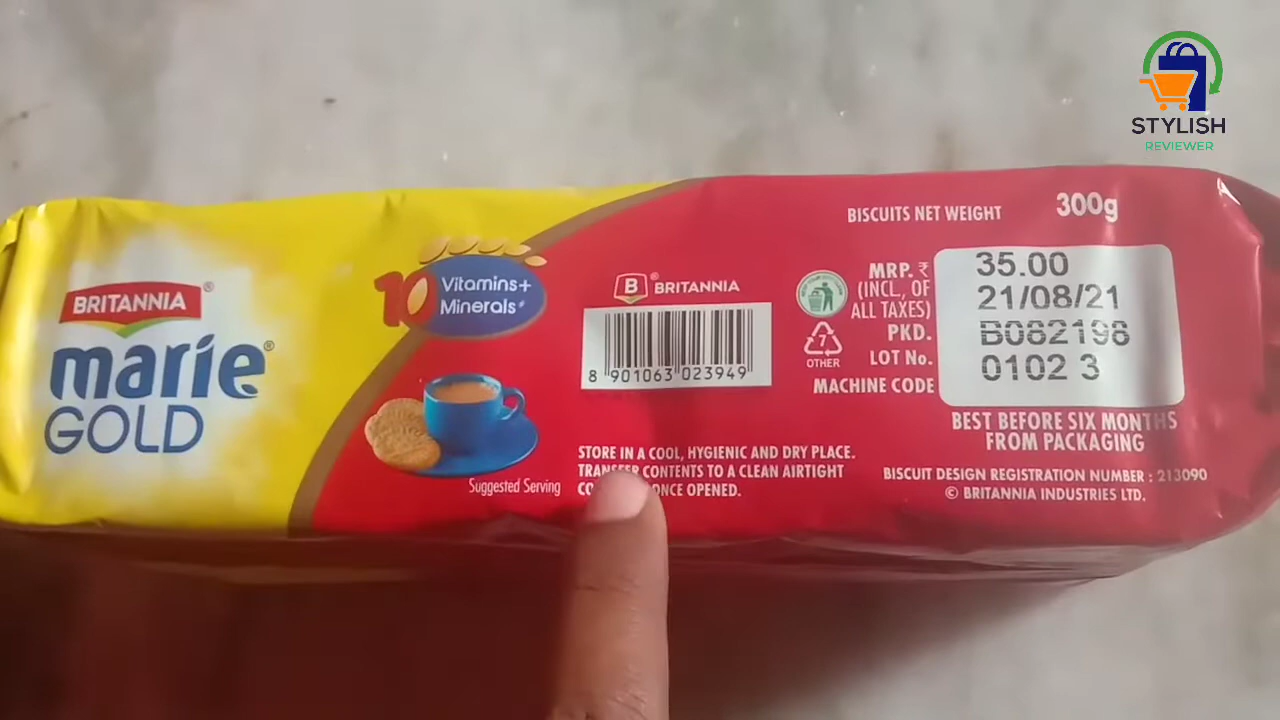 STYLISH
REVIEWER
BRITANNIA®
marie®
GOLD
10 Vitamins+
Minerals#
Suggested Serving
B® BRITANNIA
8 901063 023949
STORE IN A COOL, HYGIENIC AND DRY PLACE.
TRANSFER CONTENTS TO A CLEAN AIRTIGHT
ONCE OPENED.
BISCUITS NET WEIGHT 300g
7
OTHER
MRP. ₹ 35.00
(INCL, OF
ALL TAXES)
PKD. 21/08/21
LOT No. B082198
MACHINE CODE 0102 3
BEST BEFORE SIX MONTHS
FROM PACKAGING
BISCUIT DESIGN REGISTRATION NUMBER : 213090
© BRITANNIA INDUSTRIES LTD.